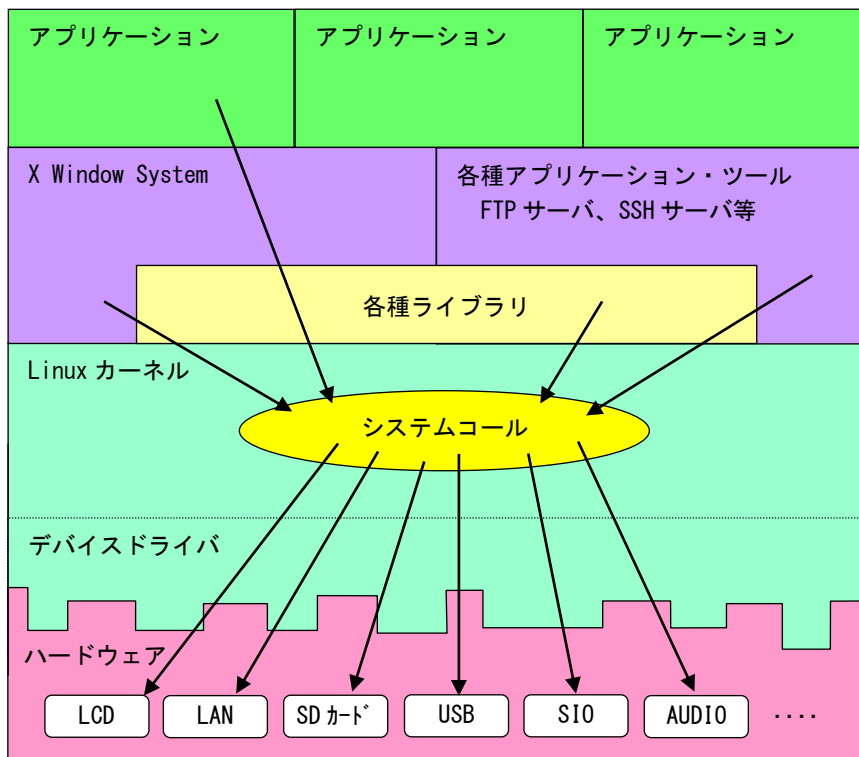 アプリケーション
アプリケーション
アプリケーション
X Window System
各種アプリケーション・ツール
FTP サーバ、SSH サーバ等
各種ライブラリ
Linux カーネル
システムコール
デバイスドライバ
ハードウェア
LCD
LAN
SD ｶｰﾄﾞ
USB
SIO
AUDIO
････